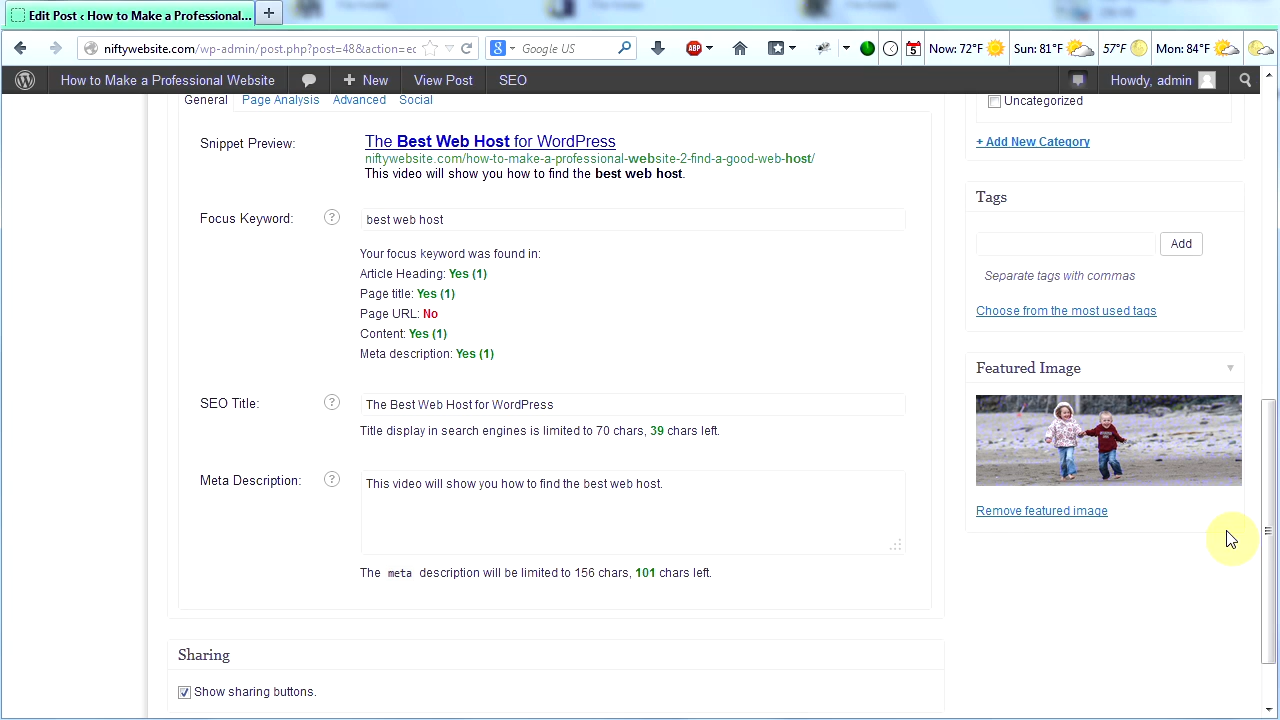 Edit Post ‹ How to Make a Professional...
niftywebsite.com/wp-admin/post.php?post=48&action=ec
Google US
ABP
5
Now: 72°F
Sun: 81°F
57°F
Mon: 84°F
How to Make a Professional Website
New
View Post
SEO
Howdy, admin
General
Page Analysis
Advanced
Social
Snippet Preview:
The Best Web Host for WordPress
niftywebsite.com/how-to-make-a-professional-website-2-find-a-good-web-host/
This video will show you how to find the best web host.
Focus Keyword:
?
best web host
Your focus keyword was found in:
Article Heading: Yes (1)
Page title: Yes (1)
Page URL: No
Content: Yes (1)
Meta description: Yes (1)
SEO Title:
?
The Best Web Host for WordPress
Title display in search engines is limited to 70 chars, 39 chars left.
Meta Description:
?
This video will show you how to find the best web host.
The meta description will be limited to 156 chars, 101 chars left.
Sharing
Show sharing buttons.
Uncategorized
+ Add New Category
Tags
Add
Separate tags with commas
Choose from the most used tags
Featured Image
Remove featured image